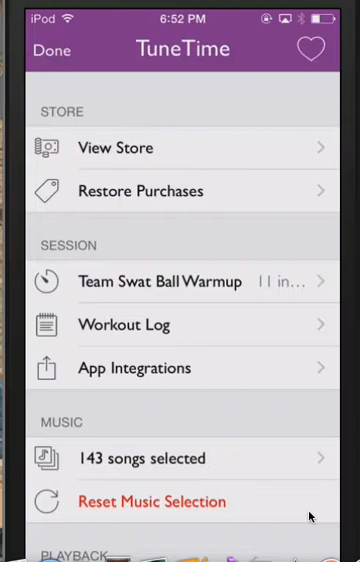 iPod 6:52 PM
Done TuneTime
STORE
View Store
Restore Purchases
SESSION
Team Swat Ball Warmup 11 in...
Workout Log
App Integrations
MUSIC
143 songs selected
Reset Music Selection
PLAYBACK